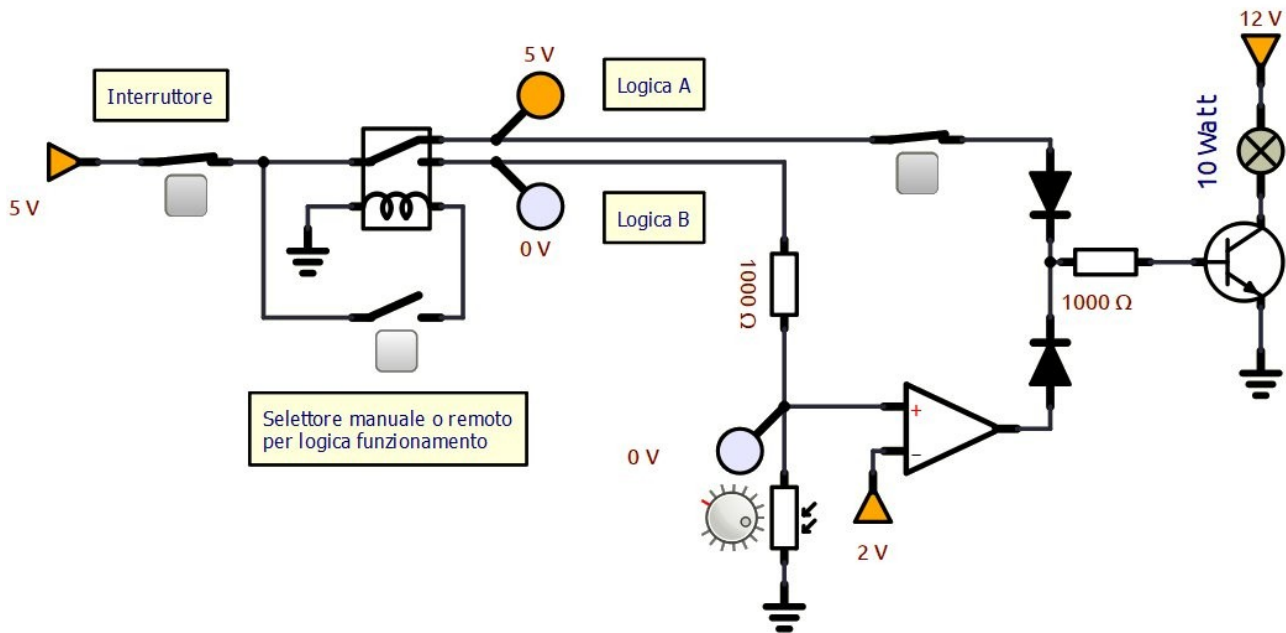 12 V
5 V
Logica A
Interruttore
10 Watt
5 V
Logica B
0 V
1000 Ω
1000 Ω
Selettore manuale o remoto
per logica funzionamento
+
0 V
−
2 V